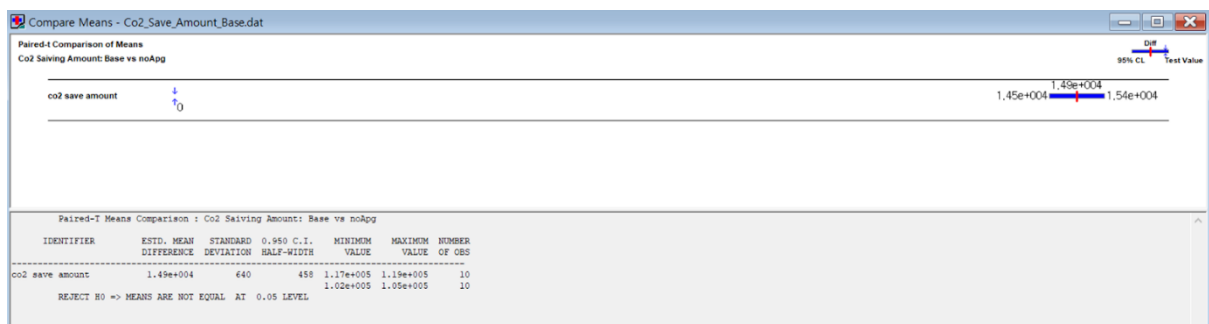 Compare Means - Co2_Save_Amount_Base.dat
Paired-t Comparison of Means
Co2 Saiving Amount: Base vs noApg
Diff
95% CL Test Value
co2 save amount
0
1,49e+004
1,45e+004 1,54e+004
Paired-T Means Comparison : Co2 Saiving Amount: Base vs noApg
IDENTIFIER ESTD. MEAN STANDARD 0.950 C.I. MINIMUM MAXIMUM NUMBER
DIFFERENCE DEVIATION HALF-WIDTH VALUE VALUE OF OBS
co2 save amount 1.49e+004 640 458 1.17e+005 1.19e+005 10
1.02e+005 1.05e+005 10
REJECT H0 => MEANS ARE NOT EQUAL AT 0.05 LEVEL